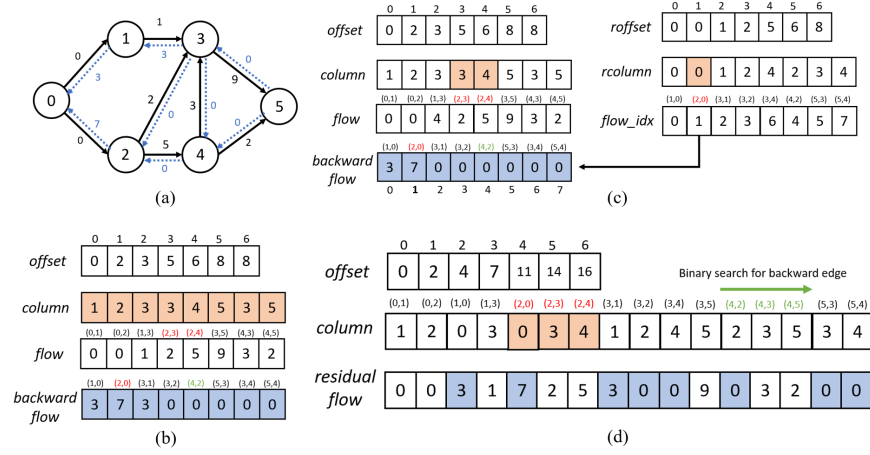 1
1
3
3
0
3
0
2
0
9
0
5
7
0
3
0
0
2
5
4
2
0
(a)
0 1 2 3 4 5 6
offset 0 2 3 5 6 8 8
column 1 2 3 3 4 5 3 5
(0,1) (0,2) (1,3) (2,3) (2,4) (3,5) (4,3) (4,5)
flow 0 0 4 2 5 9 3 2
(1,0) (2,0) (3,1) (3,2) (4,2) (5,3) (3,4) (5,4)
backward flow 3 7 0 0 0 0 0 0
0 1 2 3 4 5 6 7
0 1 2 3 4 5 6
roffset 0 0 1 2 5 6 8
rcolumn 0 0 1 2 4 2 3 4
(1,0) (2,0) (3,1) (3,2) (3,4) (4,2) (5,3) (5,4)
flow_idx 0 1 2 3 6 4 5 7
(c)
0 1 2 3 4 5 6
offset 0 2 3 5 6 8 8
column 1 2 3 3 4 5 3 5
(0,1) (0,2) (1,3) (2,3) (2,4) (3,5) (4,3) (4,5)
flow 0 0 1 2 5 9 3 2
(1,0) (2,0) (3,1) (3,2) (4,2) (5,3) (3,4) (5,4)
backward flow 3 7 3 0 0 0 0 0
(b)
0 1 2 3 4 5 6
offset 0 2 4 7 11 14 16
Binary search for backward edge
(0,1) (0,2) (1,0) (1,3) (2,0) (2,3) (2,4) (3,1) (3,2) (3,4) (3,5) (4,2) (4,3) (4,5) (5,3) (5,4)
column 1 2 0 3 0 3 4 1 2 4 5 2 3 5 3 4
residual flow 0 0 3 1 7 2 5 3 0 0 9 0 3 2 0 0
(d)